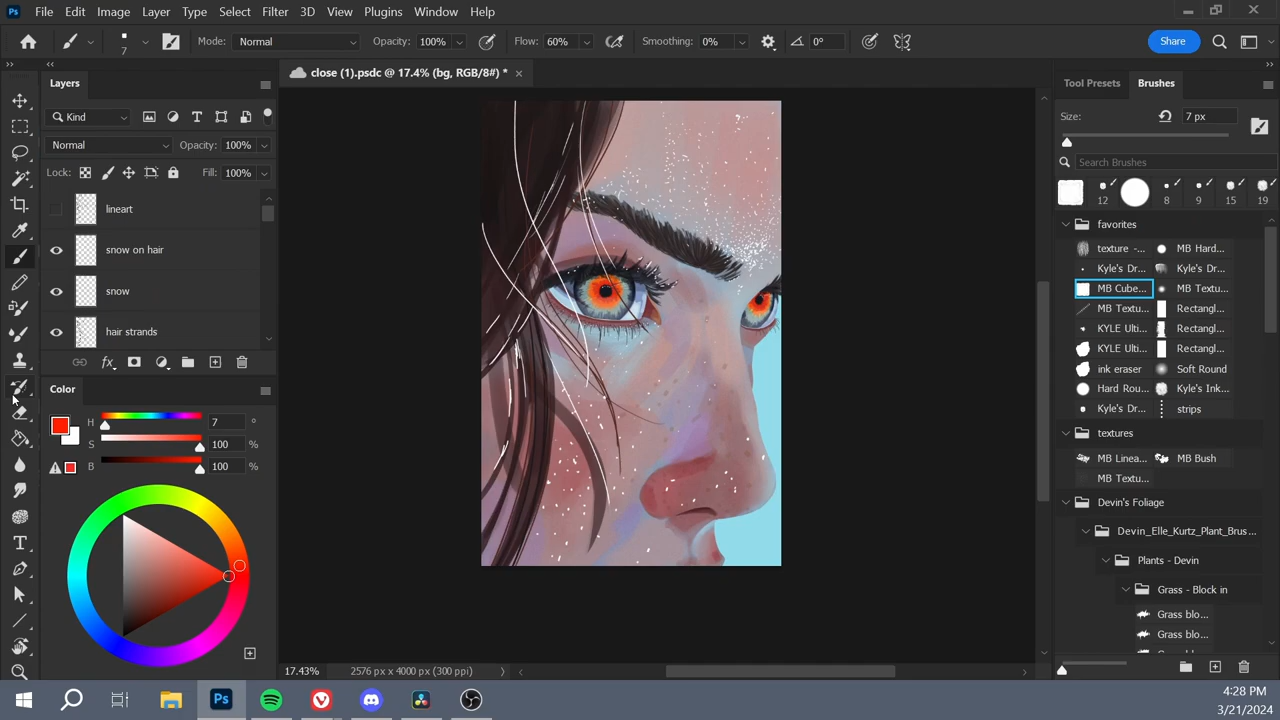 Ps File Edit Image Layer Type Select Filter 3D View Plugins Window Help
7 Mode: Normal Opacity: 100% Flow: 60% Smoothing: 0% 0° Share
Layers
close (1).psdc @ 17.4% (bg, RGB/8#) *
Tool Presets Brushes
Kind
Size: 7 px
Normal Opacity: 100%
Search Brushes
Lock: Fill: 100%
12 8 9 15 19
lineart
favorites
snow on hair
texture -... MB Hard...
Kyle's Dr... Kyle's Dr...
snow
MB Cube... MB Textu...
MB Textu... Rectangl...
hair strands
KYLE Ulti... Rectangl...
KYLE Ulti... Rectangl...
fx
ink eraser Soft Round
Color
Hard Rou... Kyle's Ink...
Kyle's Dr... strips
H 7 °
S 100 %
B 100 %
textures
MB Linea... MB Bush
MB Textu...
Devin's Foliage
Devin_Elle_Kurtz_Plant_Brus...
Plants - Devin
Grass - Block in
Grass blo...
Grass blo...
17.43% 2576 px x 4000 px (300 ppi)
Ps
4:28 PM
3/21/2024